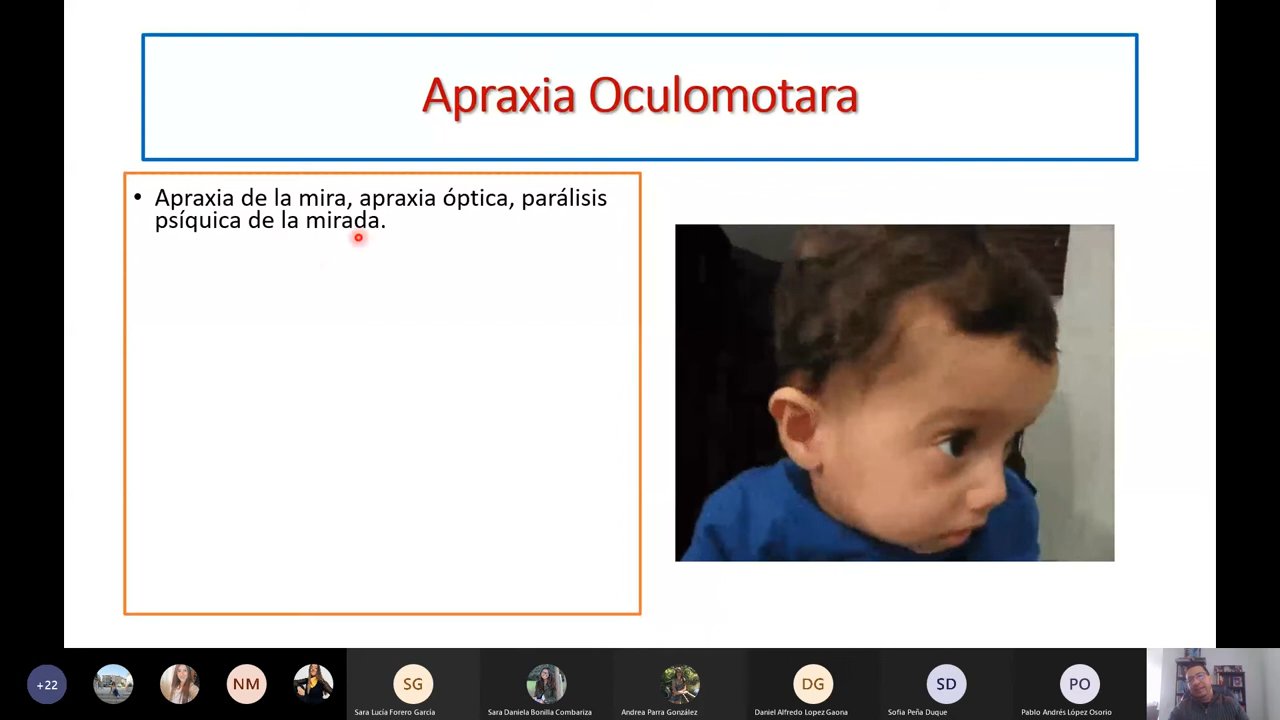 Apraxia Oculomotara
• Apraxia de la mira, apraxia óptica, parálisis
psíquica de la mirada.
+22
NM
SG
DG
SD
PO
Sara Lucía Forero García
Sara Daniela Bonilla Combariza
Andrea Parra González
Daniel Alfredo Lopez Gaona
Sofia Peña Duque
Pablo Andrés López Osorio